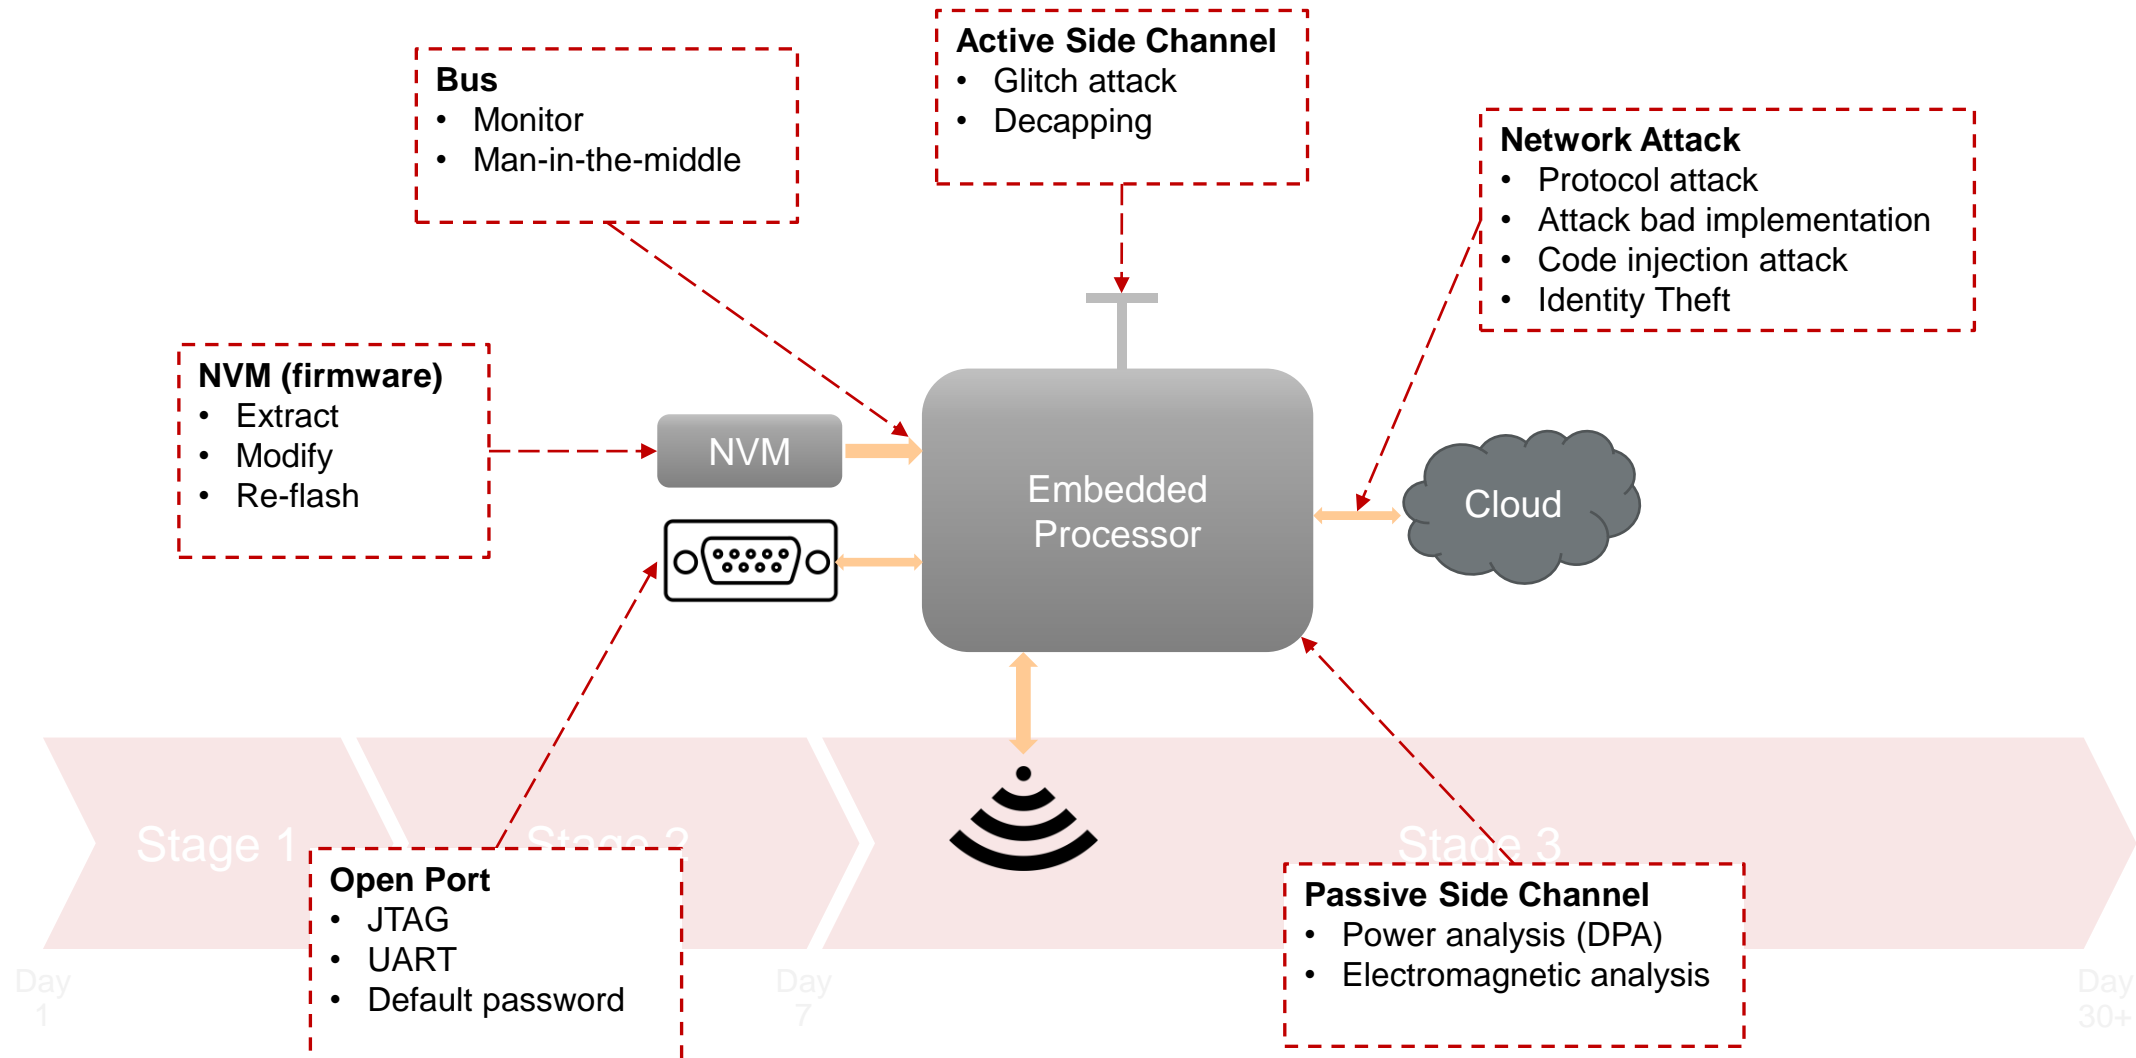 Active Side Channel
• Glitch attack
• Decapping
Bus
• Monitor
• Man-in-the-middle
Network Attack
• Protocol attack
• Attack bad implementation
• Code injection attack
• Identity Theft
NVM (firmware)
• Extract
• Modify
• Re-flash
NVM
Embedded
Processor
Cloud
Stage 1
Stage 2
Stage 3
Open Port
• JTAG
• UART
• Default password
Passive Side Channel
• Power analysis (DPA)
• Electromagnetic analysis
Day
1
Day
7
Day
30+